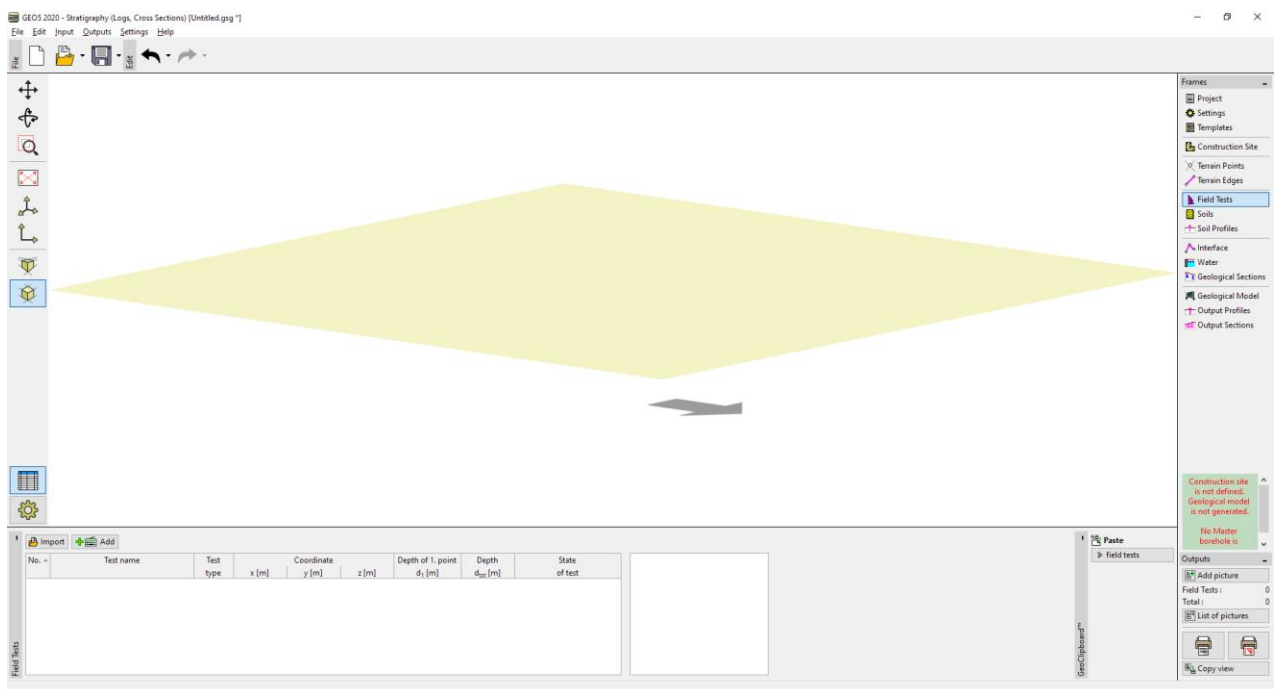 GEO5 2020 - Stratigraphy (Logs, Cross Sections) [Untitled.gsg *]
File Edit Input Outputs Settings Help
File
Edit
Frames
Project
Settings
Templates
Construction Site
Terrain Points
Terrain Edges
Field Tests
Soils
Soil Profiles
Interface
Water
Geological Sections
Geological Model
Output Profiles
Output Sections
Construction site
is not defined.
Geological model
is not generated.
No Master
borehole is
Import Add
No. Test name Test Coordinate Depth of 1. point Depth State
type x [m] y [m] z [m] d1 [m] dtot [m] of test
Field Tests
GeoClipboard™
Paste
field tests
Outputs
Add picture
Field Tests : 0
Total : 0
List of pictures
Copy view